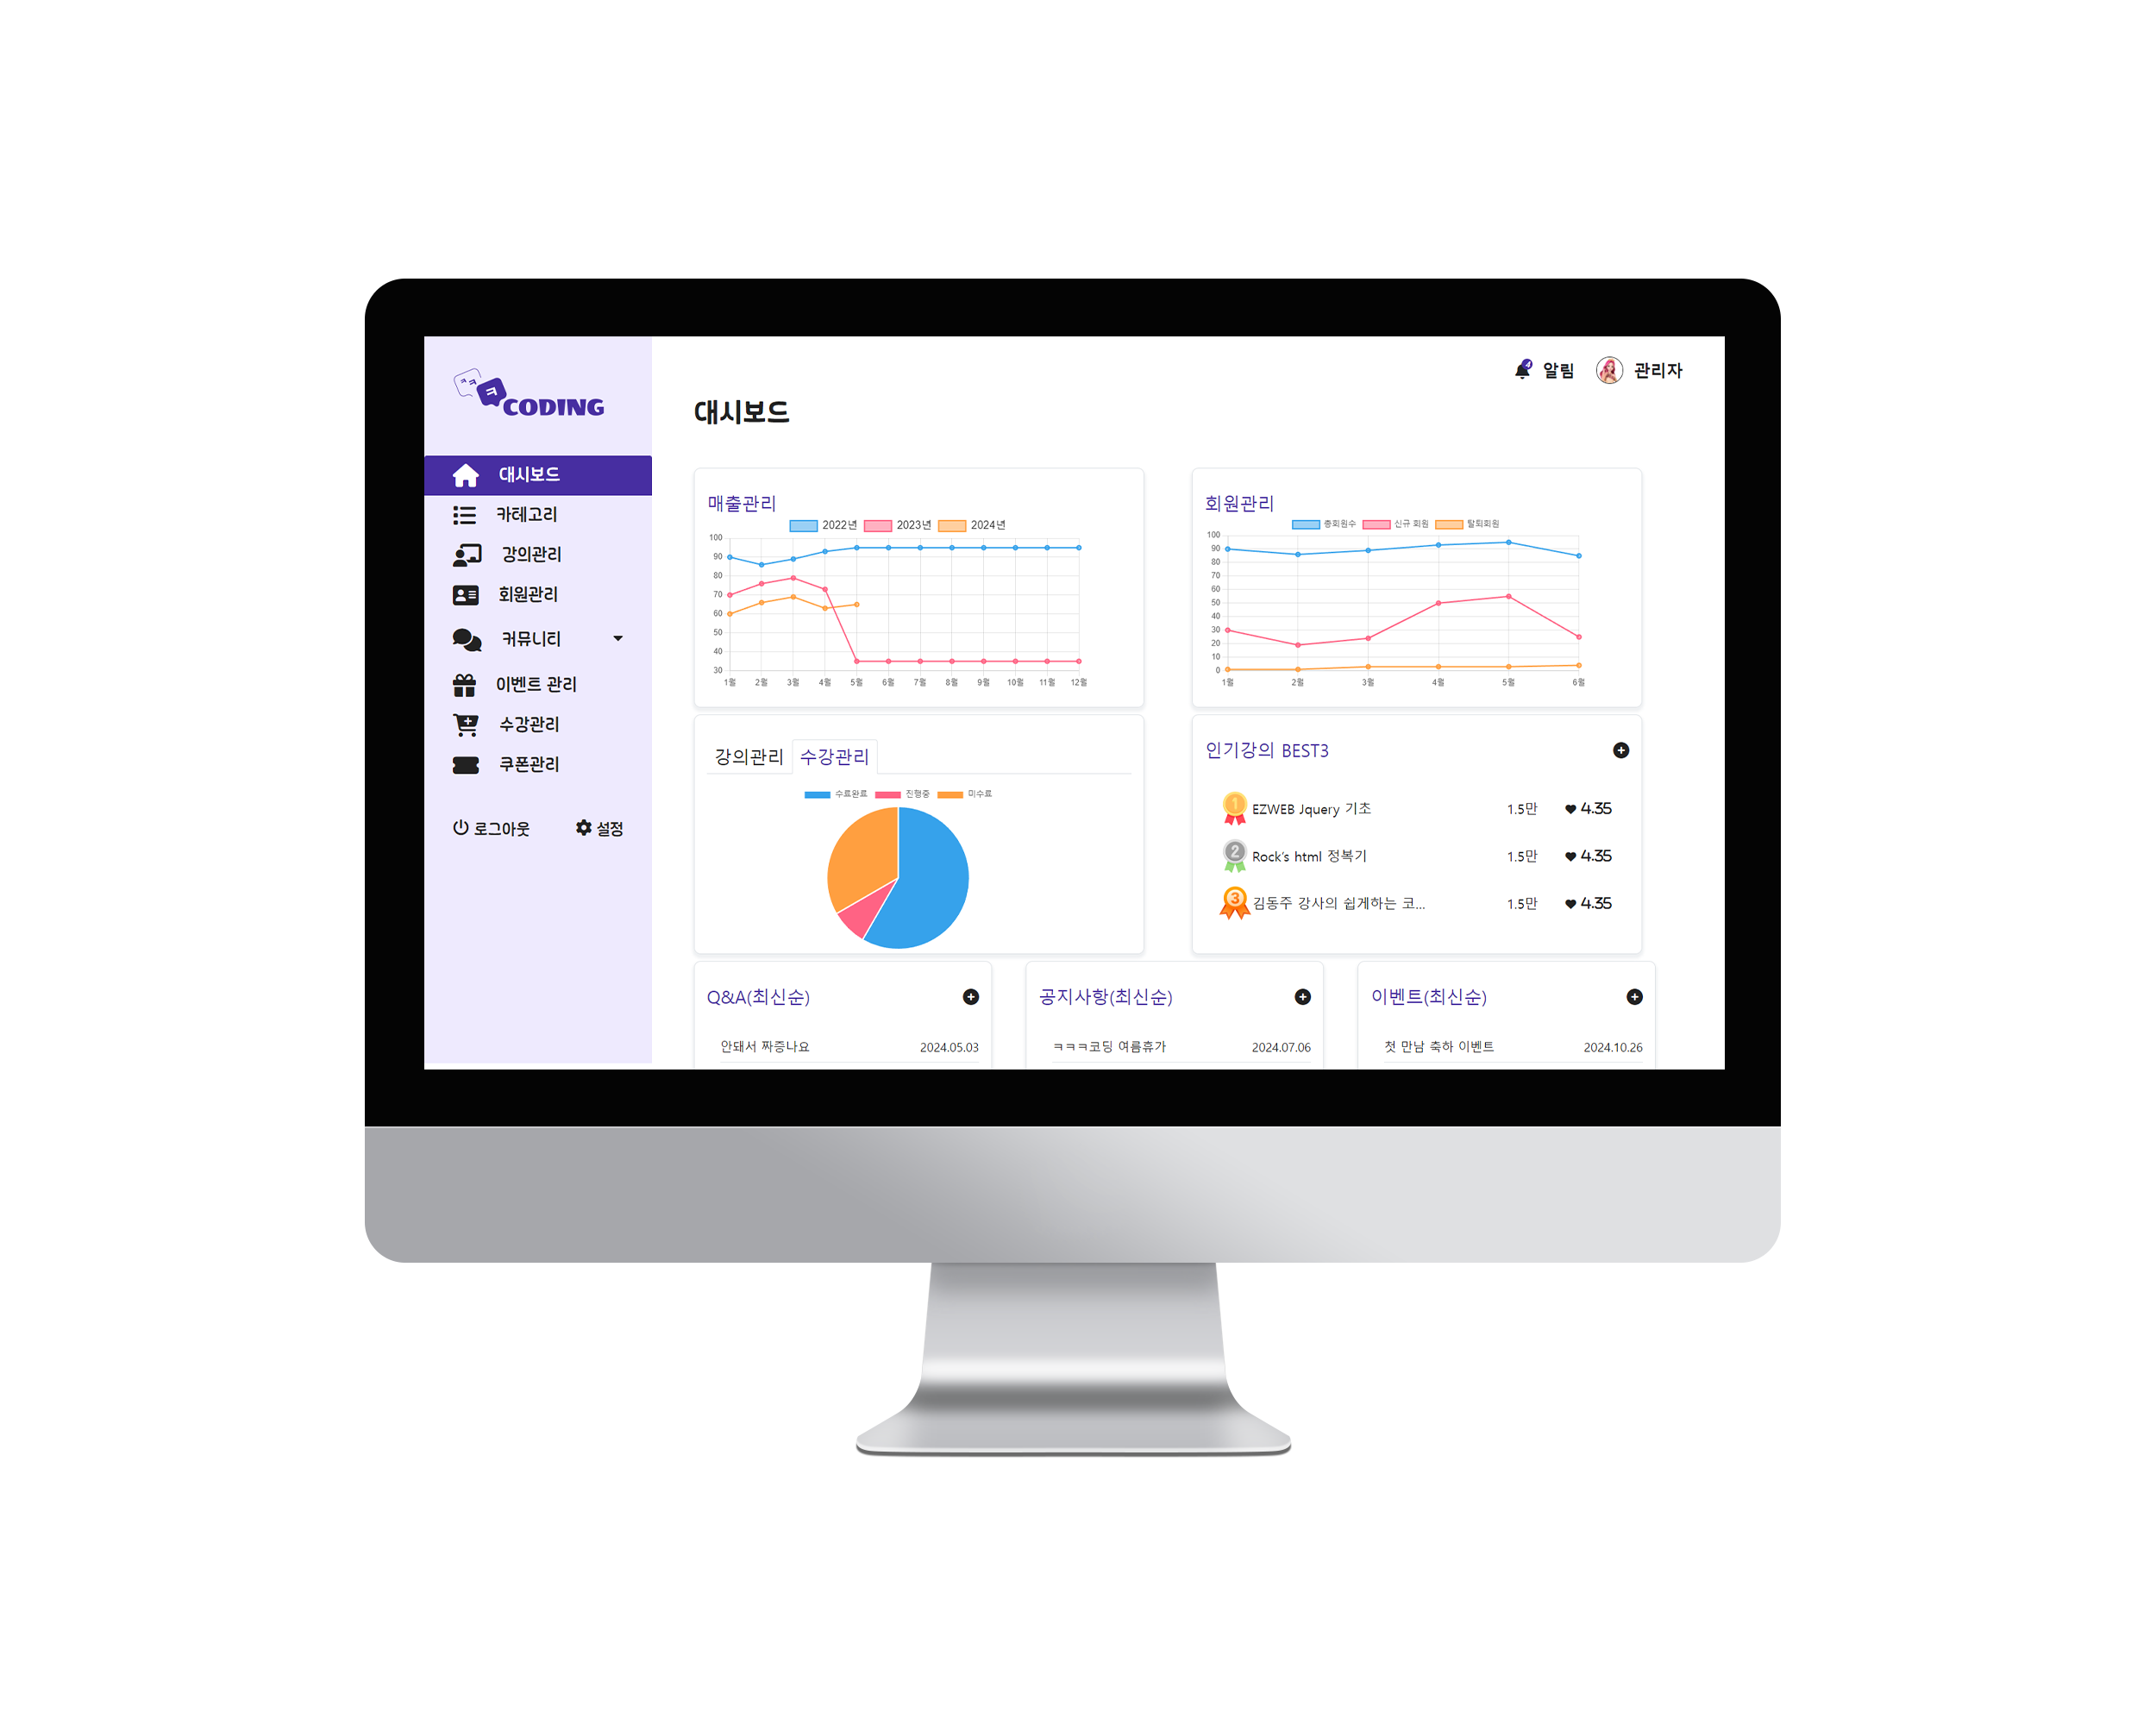 ㅋㅋㅋ CODING
알림 관리자
대시보드
대시보드
카테고리
강의관리
회원관리
커뮤니티
이벤트 관리
수강관리
쿠폰관리
로그아웃 설정
매출관리
2022년 2023년 2024년
100
90
80
70
60
50
40
30
1월 2월 3월 4월 5월 6월 7월 8월 9월 10월 11월 12월
회원관리
총회원수 신규 회원 탈퇴회원
100
90
80
70
60
50
40
30
20
10
0
1월 2월 3월 4월 5월 6월
강의관리 수강관리
수료완료 진행중 미수료
인기강의 BEST3
1 EZWEB Jquery 기초 1.5만 4.35
2 Rock's html 정복기 1.5만 4.35
3 김동주 강사의 쉽게하는 코... 1.5만 4.35
Q&A(최신순)
안돼서 짜증나요 2024.05.03
공지사항(최신순)
ㅋㅋㅋ코딩 여름휴가 2024.07.06
이벤트(최신순)
첫 만남 축하 이벤트 2024.10.26